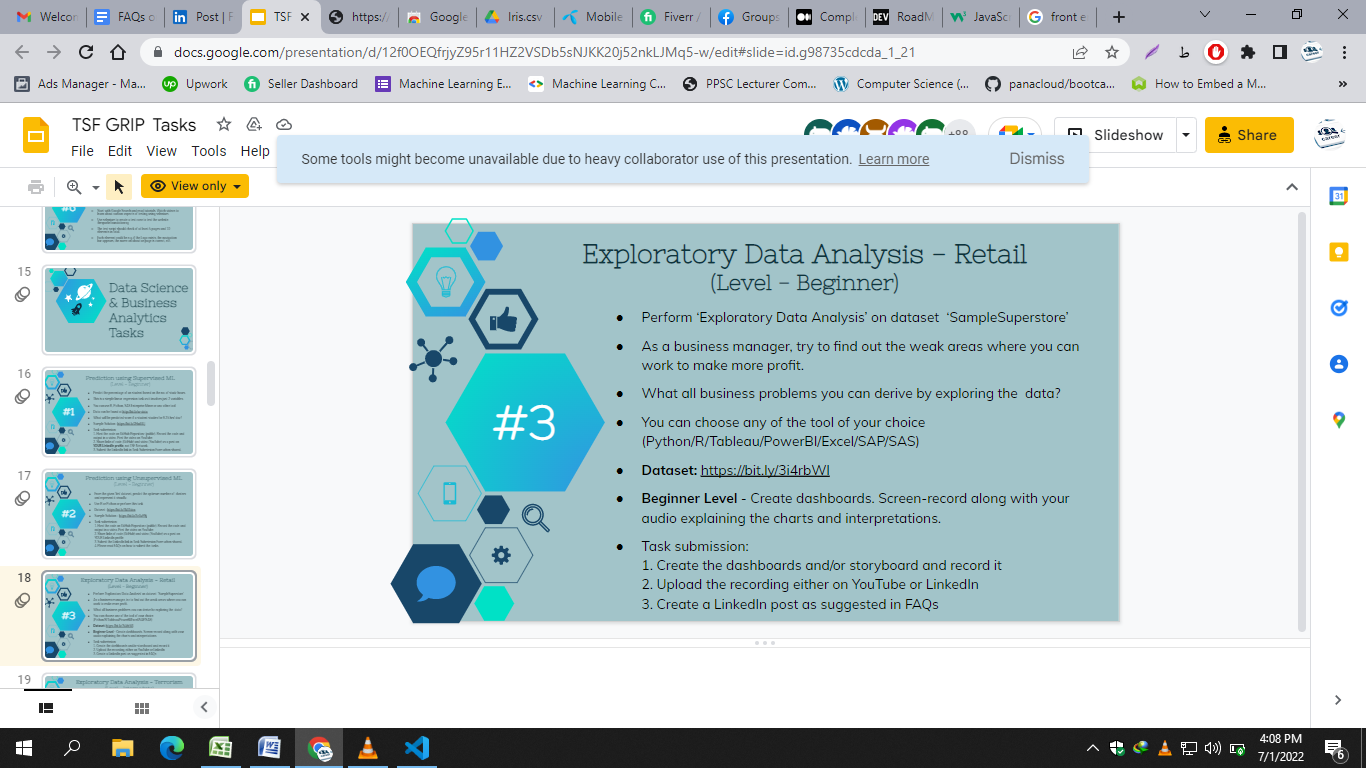 Welcon
FAQs o
Post | F
TSF
https:/
Google
Iris.csv
Mobile
Fiverr /
Groups
Compl
RoadM
JavaScr
front e
docs.google.com/presentation/d/12f0OEQfrjyZ95r11HZ2VSDb5sNJKK20j52nkLJMq5-w/edit#slide=id.g98735cdcda_1_21
Ads Manager - Ma...
Upwork
Seller Dashboard
Machine Learning E...
Machine Learning C...
PPSC Lecturer Com...
Computer Science (...
panacloud/bootca...
How to Embed a M...
»
TSF GRIP Tasks
File Edit View Tools Help
+88
Slideshow
Share
Some tools might become unavailable due to heavy collaborator use of this presentation. Learn more
Dismiss
View only
15
Data Science
& Business
Analytics
Tasks
16
Prediction using Supervised ML
(Level - Beginner)
#1
17
Prediction using Unsupervised ML
(Level - Beginner)
#2
18
Exploratory Data Analysis - Retail
(Level - Beginner)
#3
19
Exploratory Data Analysis - Terrorism
Exploratory Data Analysis - Retail
(Level - Beginner)
#3
● Perform ‘Exploratory Data Analysis’ on dataset ‘SampleSuperstore’
● As a business manager, try to find out the weak areas where you can
work to make more profit.
● What all business problems you can derive by exploring the data?
● You can choose any of the tool of your choice
(Python/R/Tableau/PowerBI/Excel/SAP/SAS)
● Dataset: https://bit.ly/3i4rbWl
● Beginner Level - Create dashboards. Screen-record along with your
audio explaining the charts and interpretations.
● Task submission:
1. Create the dashboards and/or storyboard and record it
2. Upload the recording either on YouTube or LinkedIn
3. Create a LinkedIn post as suggested in FAQs
31
4:08 PM
7/1/2022
6